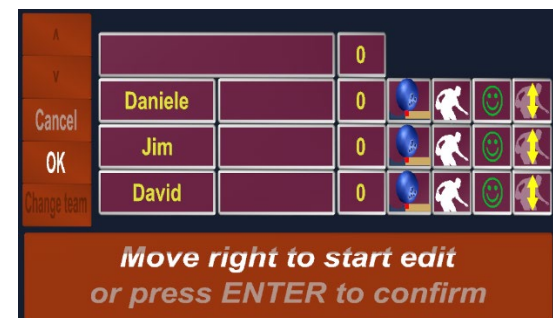 Λ
0
V
Daniele 0
Cancel
Jim 0
OK
David 0
Change team
Move right to start edit
or press ENTER to confirm